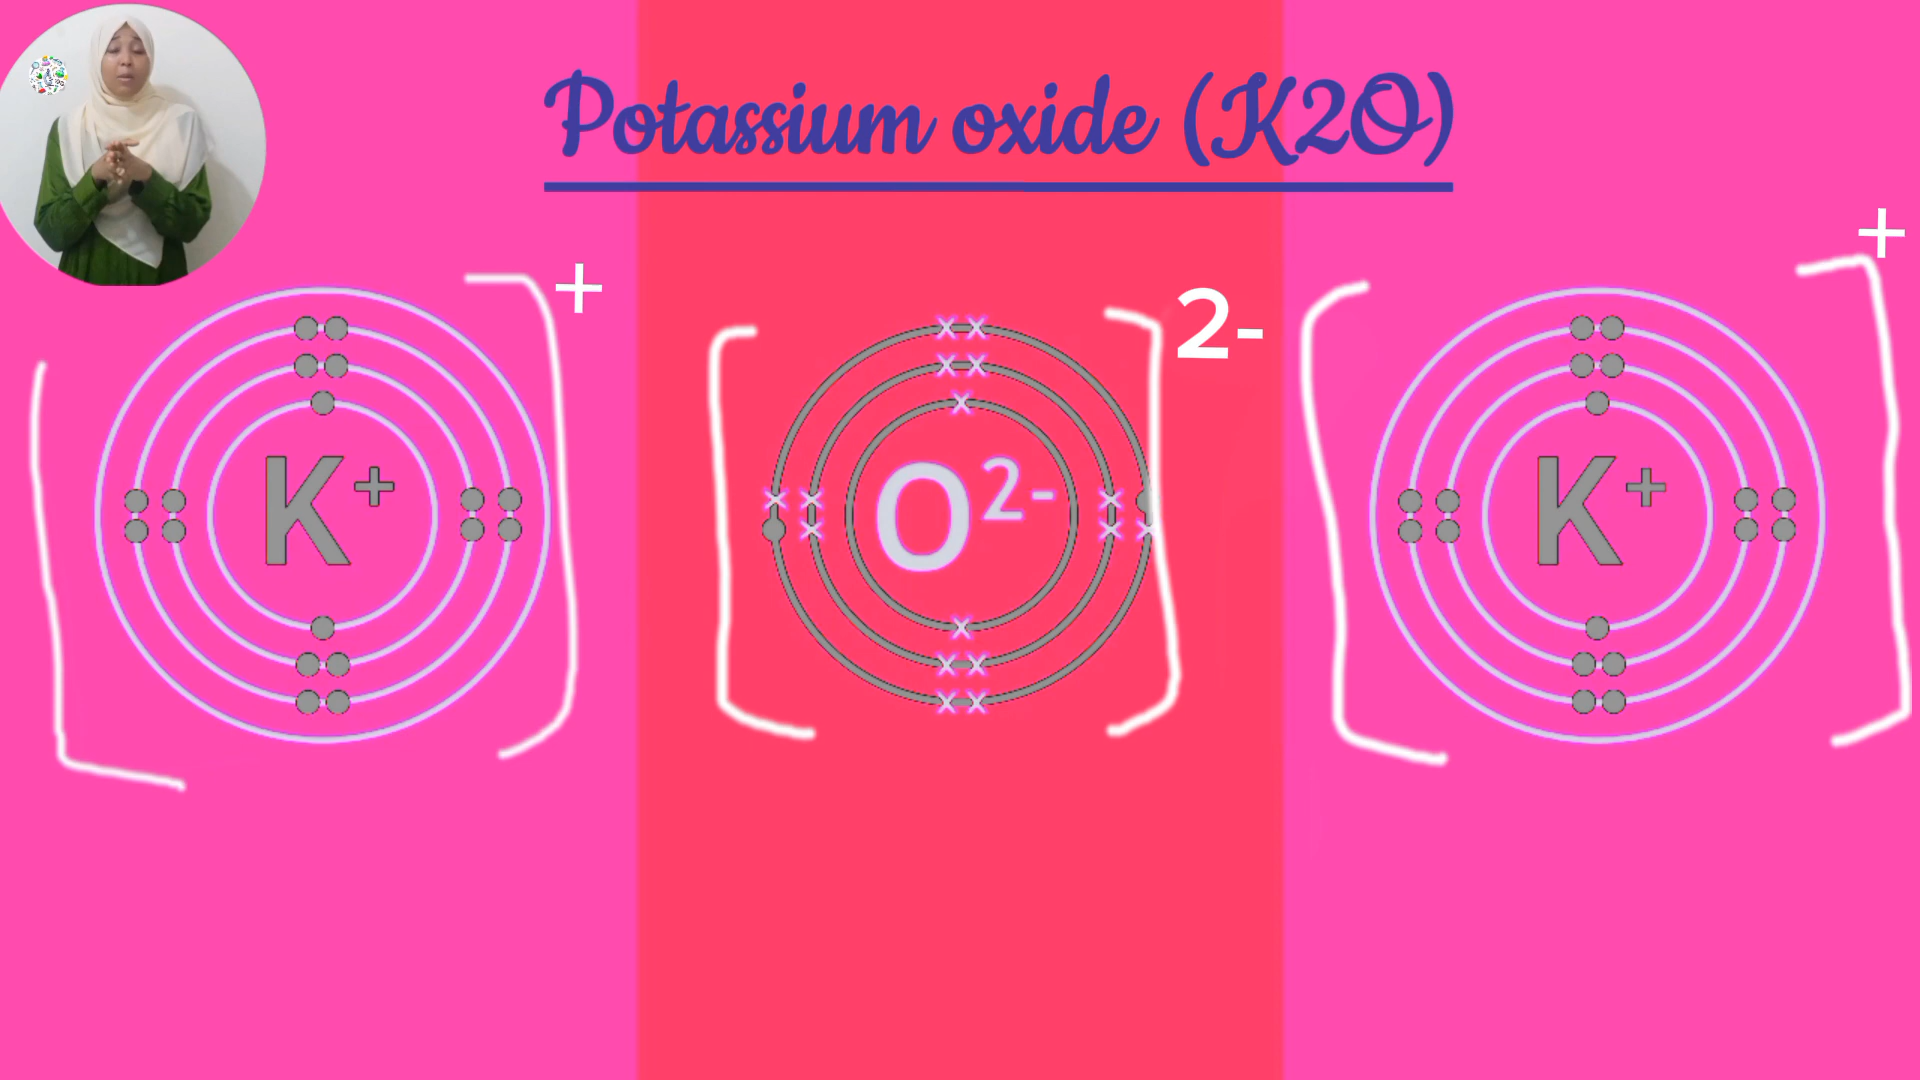 Potassium oxide (K2O)
+
2-
+
K+
O2-
K+